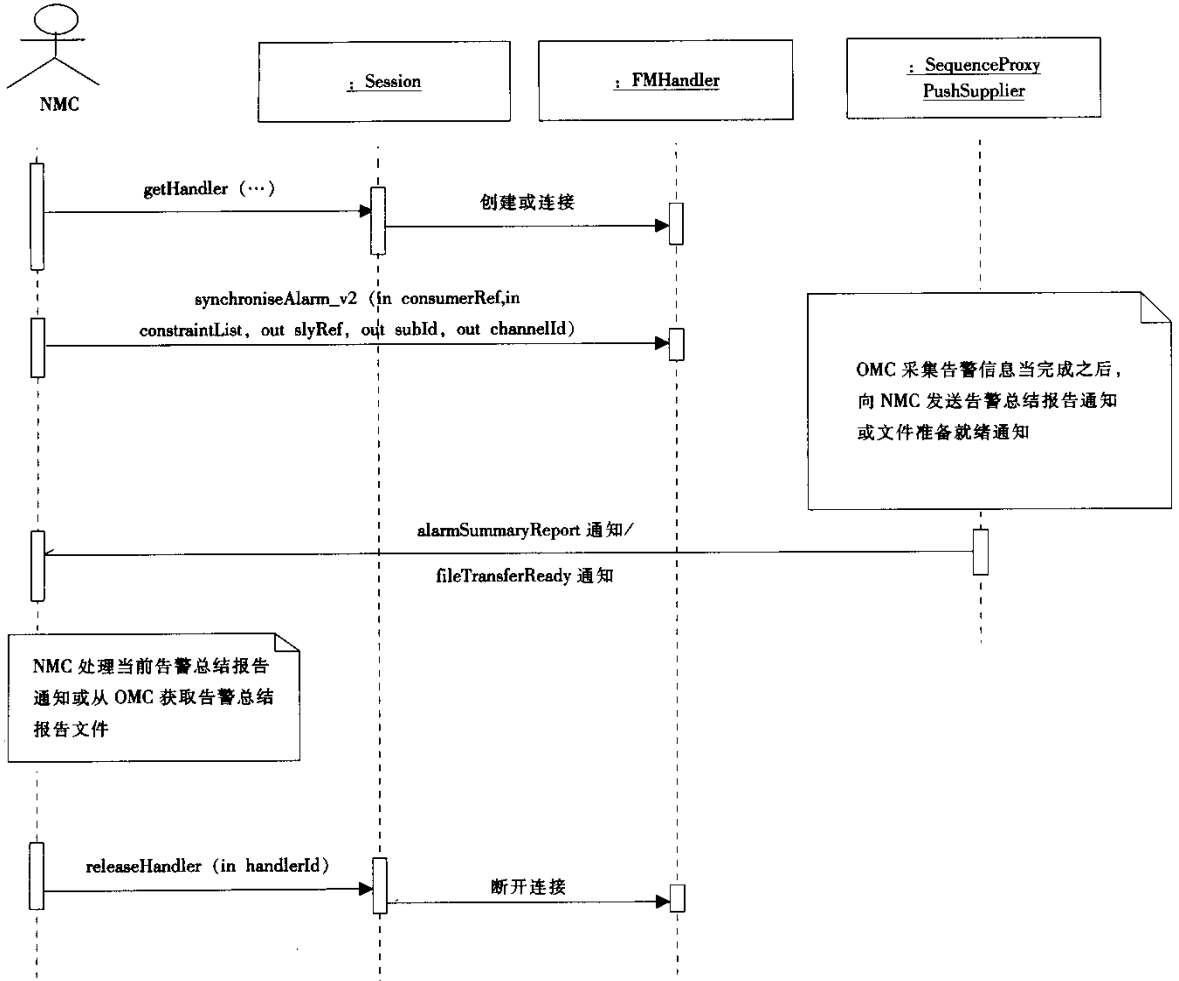 NMC
: Session
: FMHandler
: SequenceProxy
PushSupplier
getHandler (…)
创建或连接
synchroniseAlarm_v2 (in consumerRef,in
constraintList, out slyRef, out subId, out channelId)
OMC 采集告警信息当完成之后,
向 NMC 发送告警总结报告通知
或文件准备就绪通知
alarmSummaryReport 通知/
fileTransferReady 通知
NMC 处理当前告警总结报告
通知或从 OMC 获取告警总结
报告文件
releaseHandler (in handlerId)
断开连接